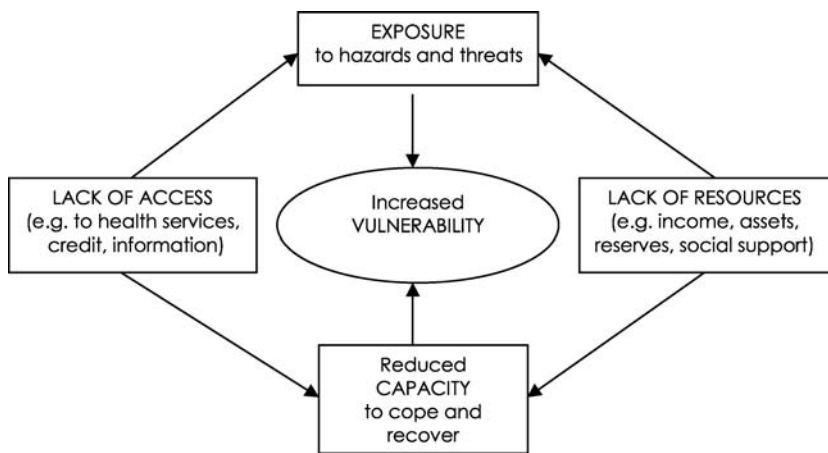 EXPOSURE
to hazards and threats
LACK OF ACCESS
(e.g. to health services,
credit, information)
Increased
VULNERABILITY
LACK OF RESOURCES
(e.g. income, assets,
reserves, social support)
Reduced
CAPACITY
to cope and
recover